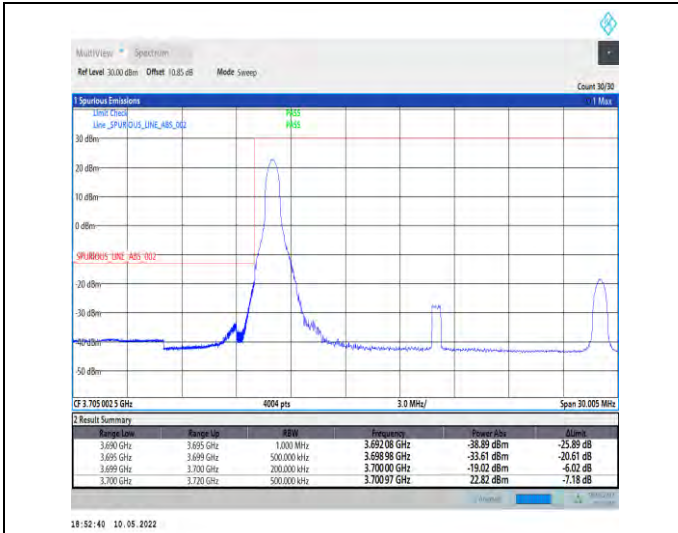 MultiView Spectrum
Ref Level 30.00 dBm Offset 10.85 dB Mode Sweep
Count 30/30
1 Spurious Emissions 1 Max
Limit Check PASS
Line _SPURIOUS_LINE_ABS_002 PASS
30 dBm
20 dBm
10 dBm
0 dBm
SPURIOUS_LINE_ABS_002
-20 dBm
-30 dBm
-40 dBm
-50 dBm
CF 3.705 002 5 GHz 4004 pts 3.0 MHz/ Span 30.005 MHz
2 Result Summary
Range Low Range Up RBW Frequency Power Abs ΔLimit
3.690 GHz 3.695 GHz 1.000 MHz 3.692 08 GHz -38.89 dBm -25.89 dB
3.695 GHz 3.699 GHz 500.000 kHz 3.698 98 GHz -33.61 dBm -20.61 dB
3.699 GHz 3.700 GHz 200.000 kHz 3.700 00 GHz -19.02 dBm -6.02 dB
3.700 GHz 3.720 GHz 500.000 kHz 3.700 97 GHz 22.82 dBm -7.18 dB
18:52:40 10.05.2022